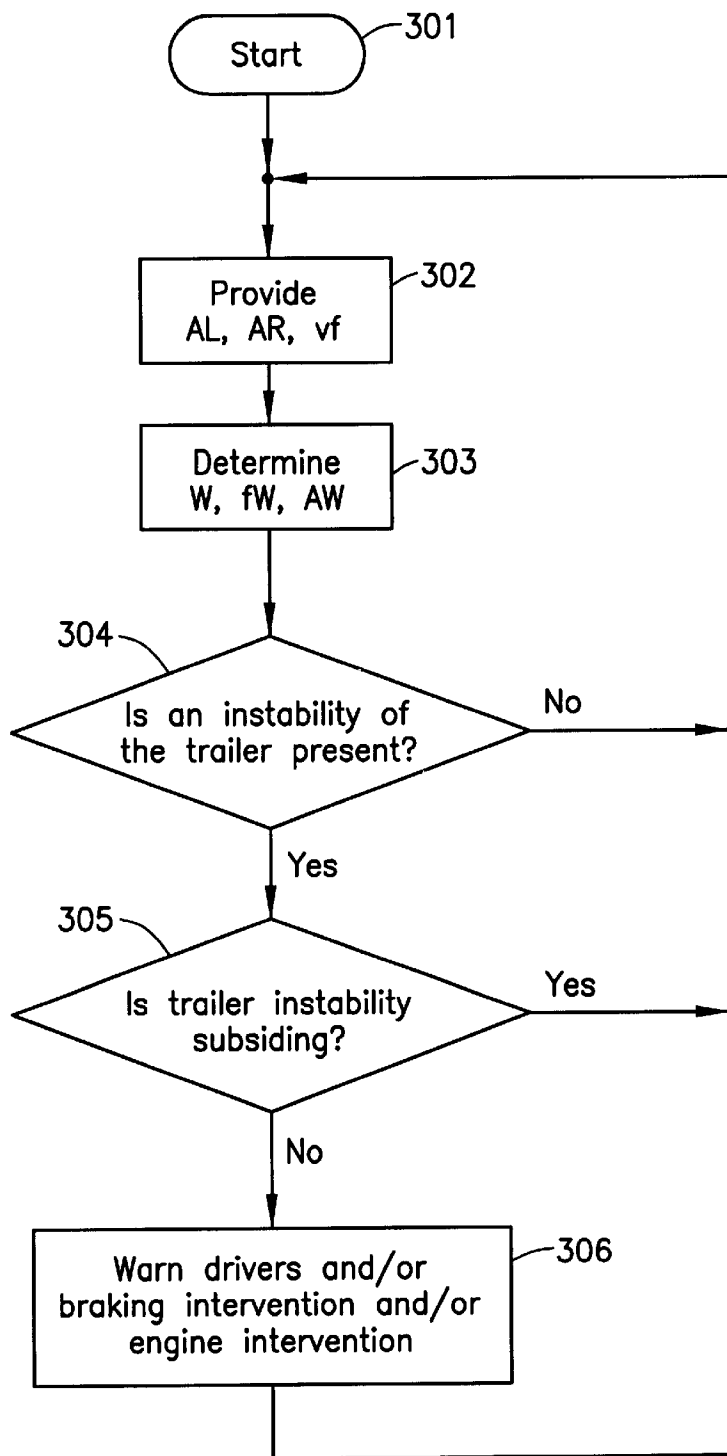 301
Start
302
Provide
AL, AR, vf
303
Determine
W, fW, AW
304
Is an instability of
the trailer present?
No
Yes
305
Is trailer instability
subsiding?
Yes
No
306
Warn drivers and/or
braking intervention and/or
engine intervention